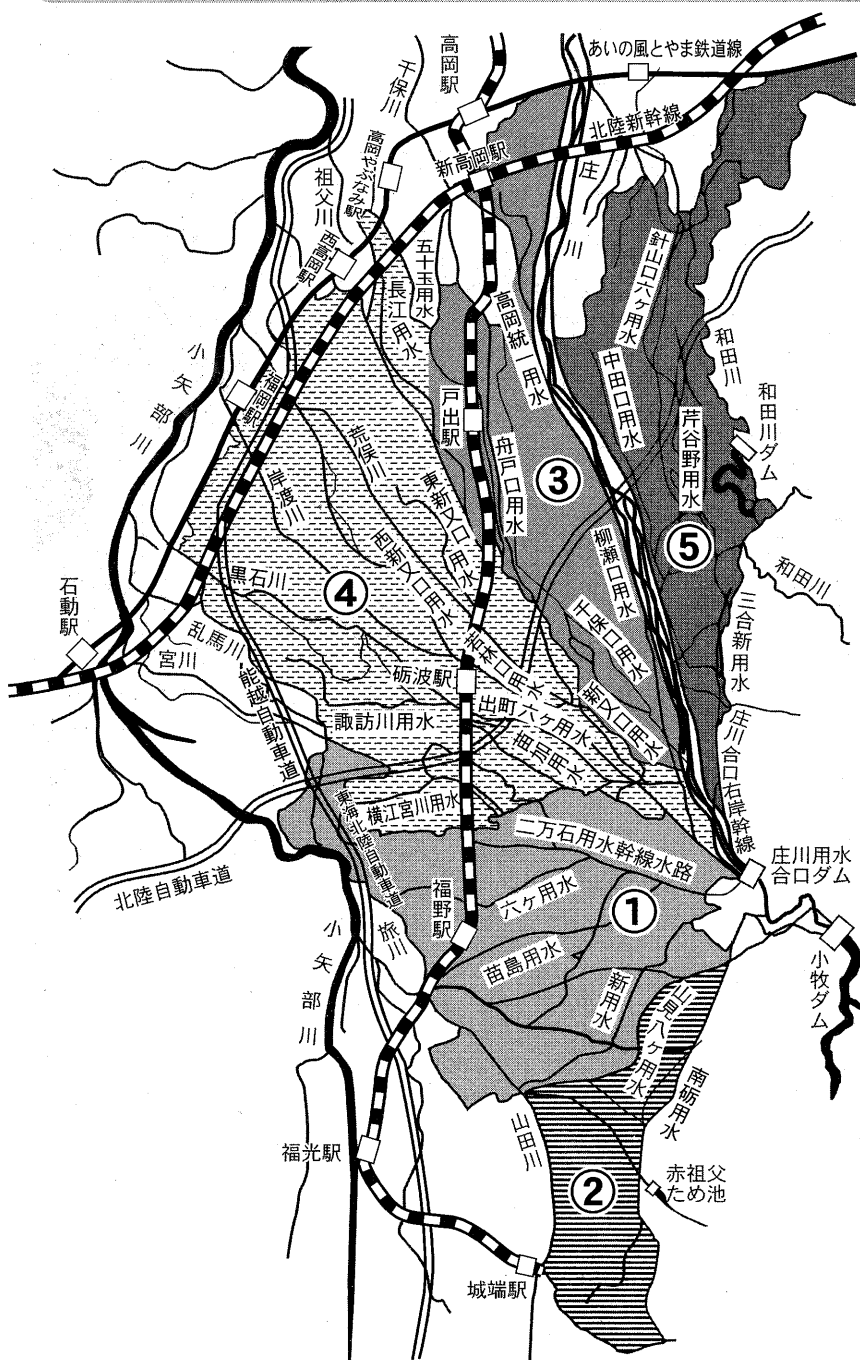 あいの風とやま鉄道線
高岡駅
千保川
北陸新幹線
新高岡駅
高岡やぶなみ駅
祖父川
西高岡駅
庄川
五十玉用水
長江用水
針山口六ヶ用水
高岡統一用水
和田川
小矢部川
福岡駅
中田口用水
和田川ダム
戸出駅
芹谷野用水
荒俣川
岸渡川
舟戸口用水
③
東新又口用水
柳瀬口用水
⑤
西新又口用水
和田川
黒石川
④
石動駅
千保口用水
三合新用水
乱馬川
宮川
若林口用水
砺波駅
能越自動車道
出町六ヶ用水
新又口用水
諏訪川用水
庄川合口右岸幹線
横江宮川用水
東海北陸自動車道
二万石用水幹線水路
庄川用水
合口ダム
北陸自動車道
福野駅
六ヶ用水
①
旅川
小矢部川
苗島用水
小牧ダム
新用水
山見八ヶ用水
南砺用水
山田川
福光駅
赤祖父
ため池
②
城端駅